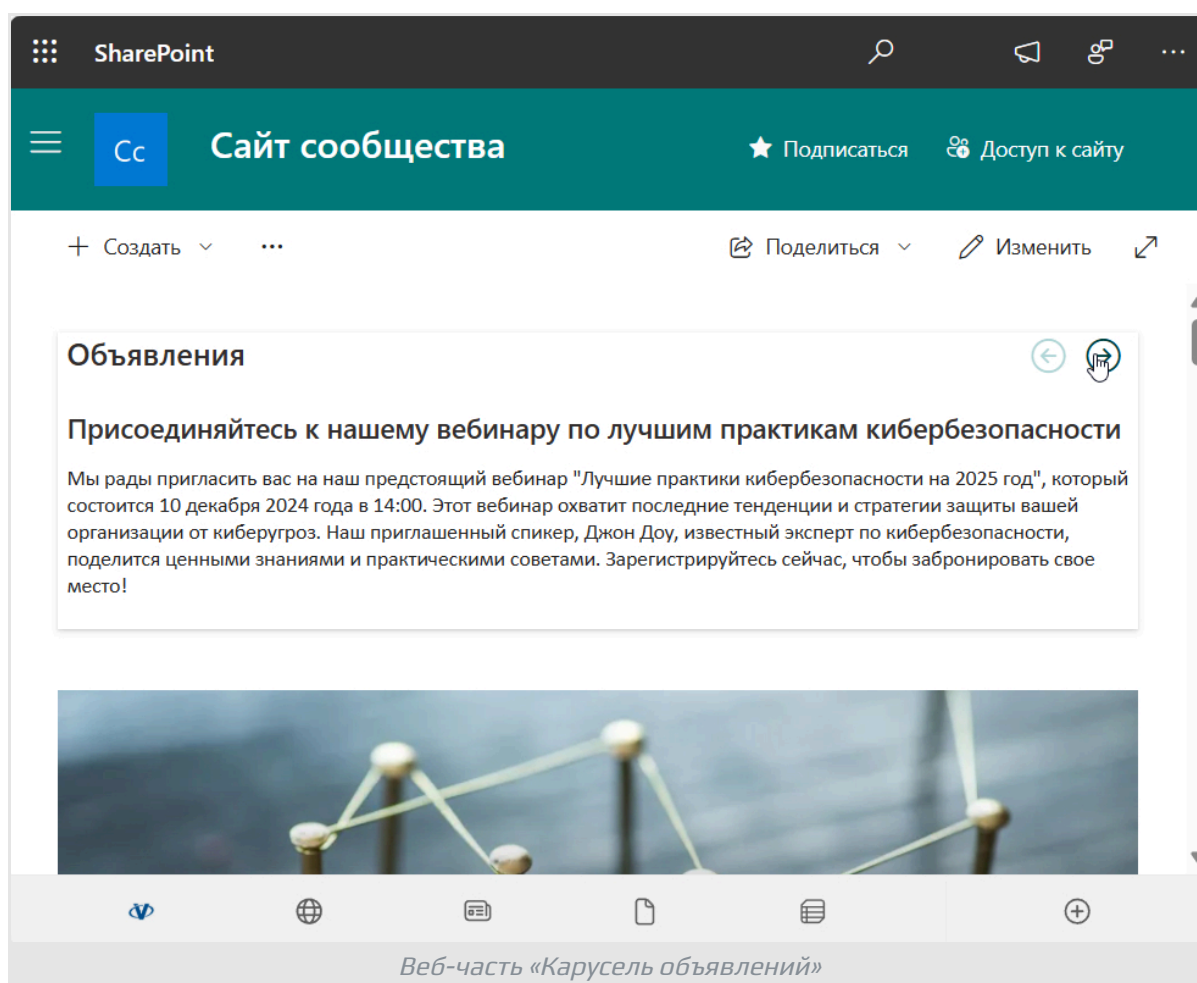 SharePoint
Сс Сайт сообщества Подписаться Доступ к сайту
Создать Поделиться Изменить
Объявления
Присоединяйтесь к нашему вебинару по лучшим практикам кибербезопасности
Мы рады пригласить вас на наш предстоящий вебинар "Лучшие практики кибербезопасности на 2025 год", который
состоится 10 декабря 2024 года в 14:00. Этот вебинар охватит последние тенденции и стратегии защиты вашей
организации от киберугроз. Наш приглашенный спикер, Джон Доу, известный эксперт по кибербезопасности,
поделится ценными знаниями и практическими советами. Зарегистрируйтесь сейчас, чтобы забронировать свое
место!
Веб-часть «Карусель объявлений»